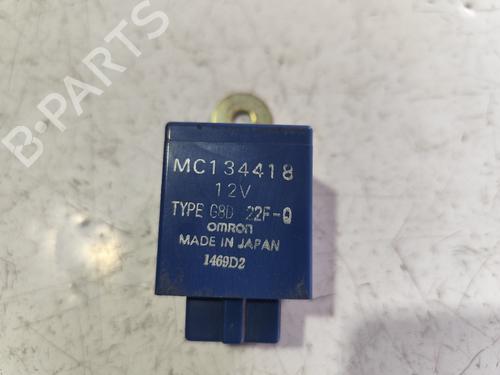 B-PARTS
MC134418
12V
TYPE G8D 22F-Q
omron
MADE IN JAPAN
1469D2